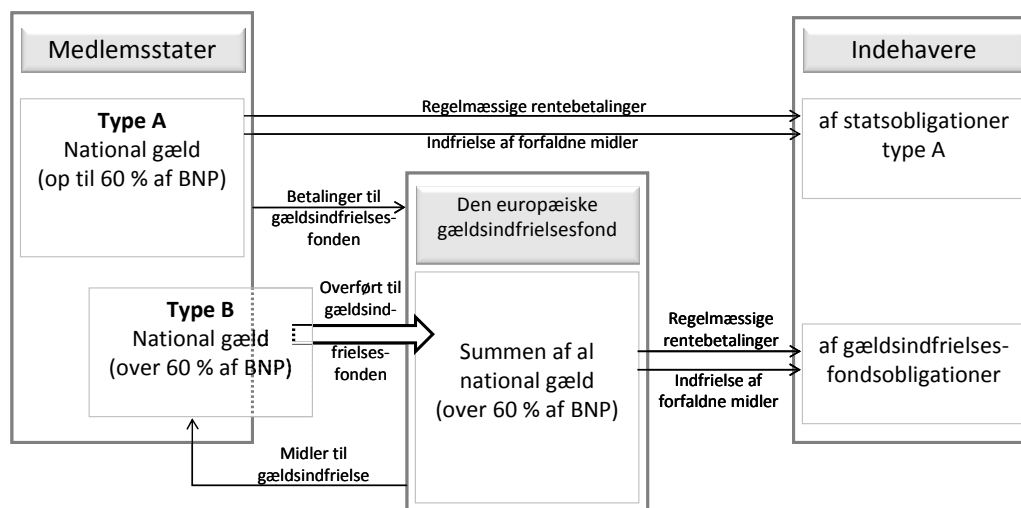 Medlemsstater
Indehavere
Type A
National gæld
(op til 60 % af BNP)
Regelmæssige rentebetalinger
Indfrielse af forfaldne midler
af statsobligationer
type A
Betalinger til
gældsindfrielses-
fonden
Den europæiske
gældsindfrielsesfond
Type B
National gæld
(over 60 % af BNP)
Overført til
gældsind-
frielses-
fonden
Summen af al
national gæld
(over 60 % af BNP)
Regelmæssige
rentebetalinger
Indfrielse af
forfaldne midler
af gældsindfrielses-
fondsobligationer
Midler til
gældsindfrielse